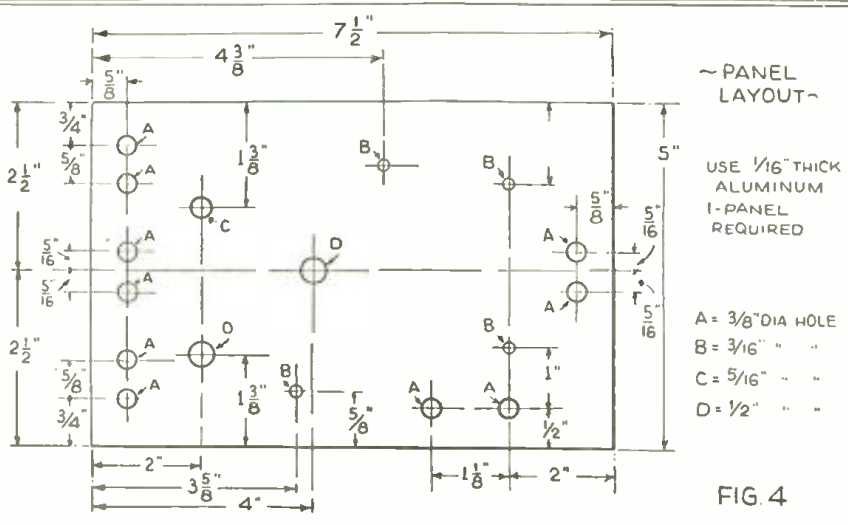 7 1/2"
4 3/8"
5/8"
~PANEL
LAYOUT~
3/4"
A
B
1 3/8"
5"
2 1/2"
5/8"
A
B
USE 1/16" THICK
ALUMINUM
1-PANEL
REQUIRED
5/8"
C
5/16"
A
5/16"
A
D
A
5/16"
A
5/16"
A = 3/8" DIA HOLE
B = 3/16" " "
C = 5/16" " "
D = 1/2" " "
2 1/2"
D
B
A
5/8"
B
1"
A
3/4"
1 3/8"
5/8"
A
A
1/2"
2"
1 1/8"
2"
3 5/8"
4"
FIG. 4